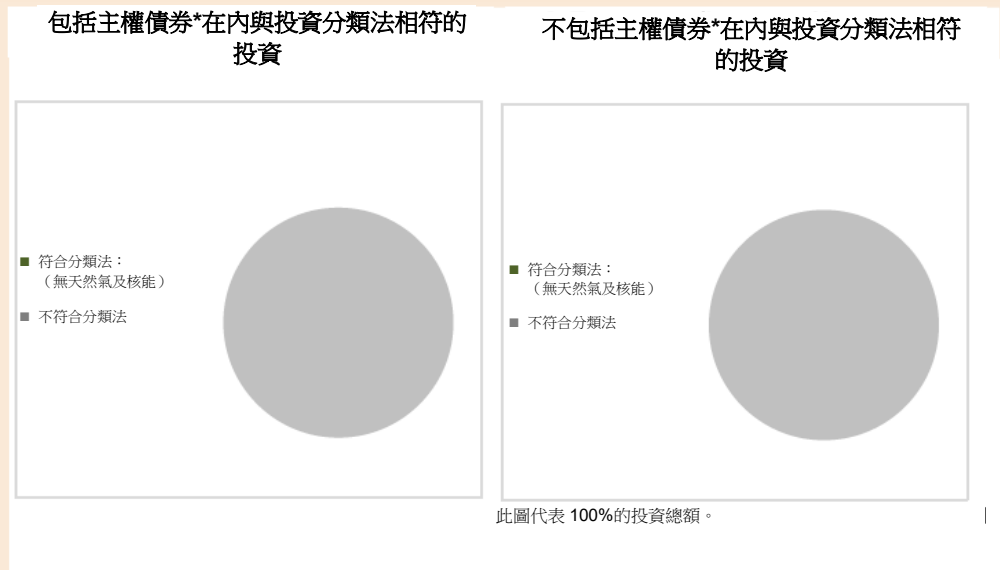 包括主權債券*在內與投資分類法相符的
投資
符合分類法：
（無天然氣及核能）
不符合分類法
不包括主權債券*在內與投資分類法相符
的投資
符合分類法：
（無天然氣及核能）
不符合分類法
此圖代表 100%的投資總額。